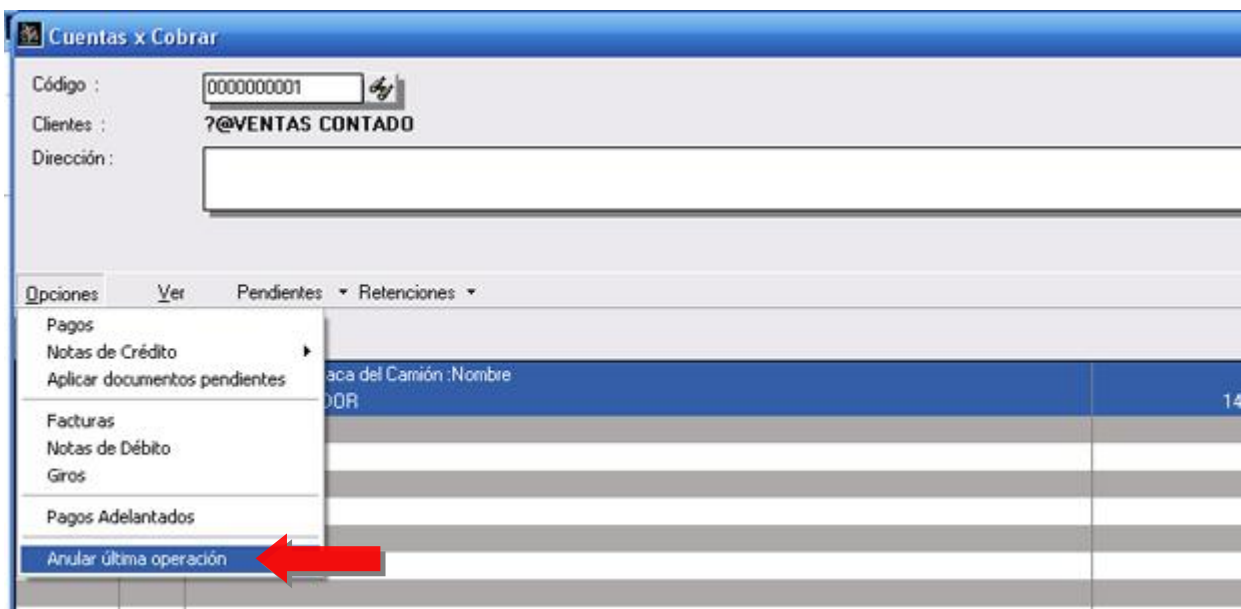 Cuentas x Cobrar
Código : 0000000001
Clientes : ?@VENTAS CONTADO
Dirección :
Opciones Ver Pendientes Retenciones
Pagos
Notas de Crédito
Aplicar documentos pendientes
Facturas
Notas de Débito
Giros
Pagos Adelantados
Anular última operación
aca del Camión :Nombre
DOR 14